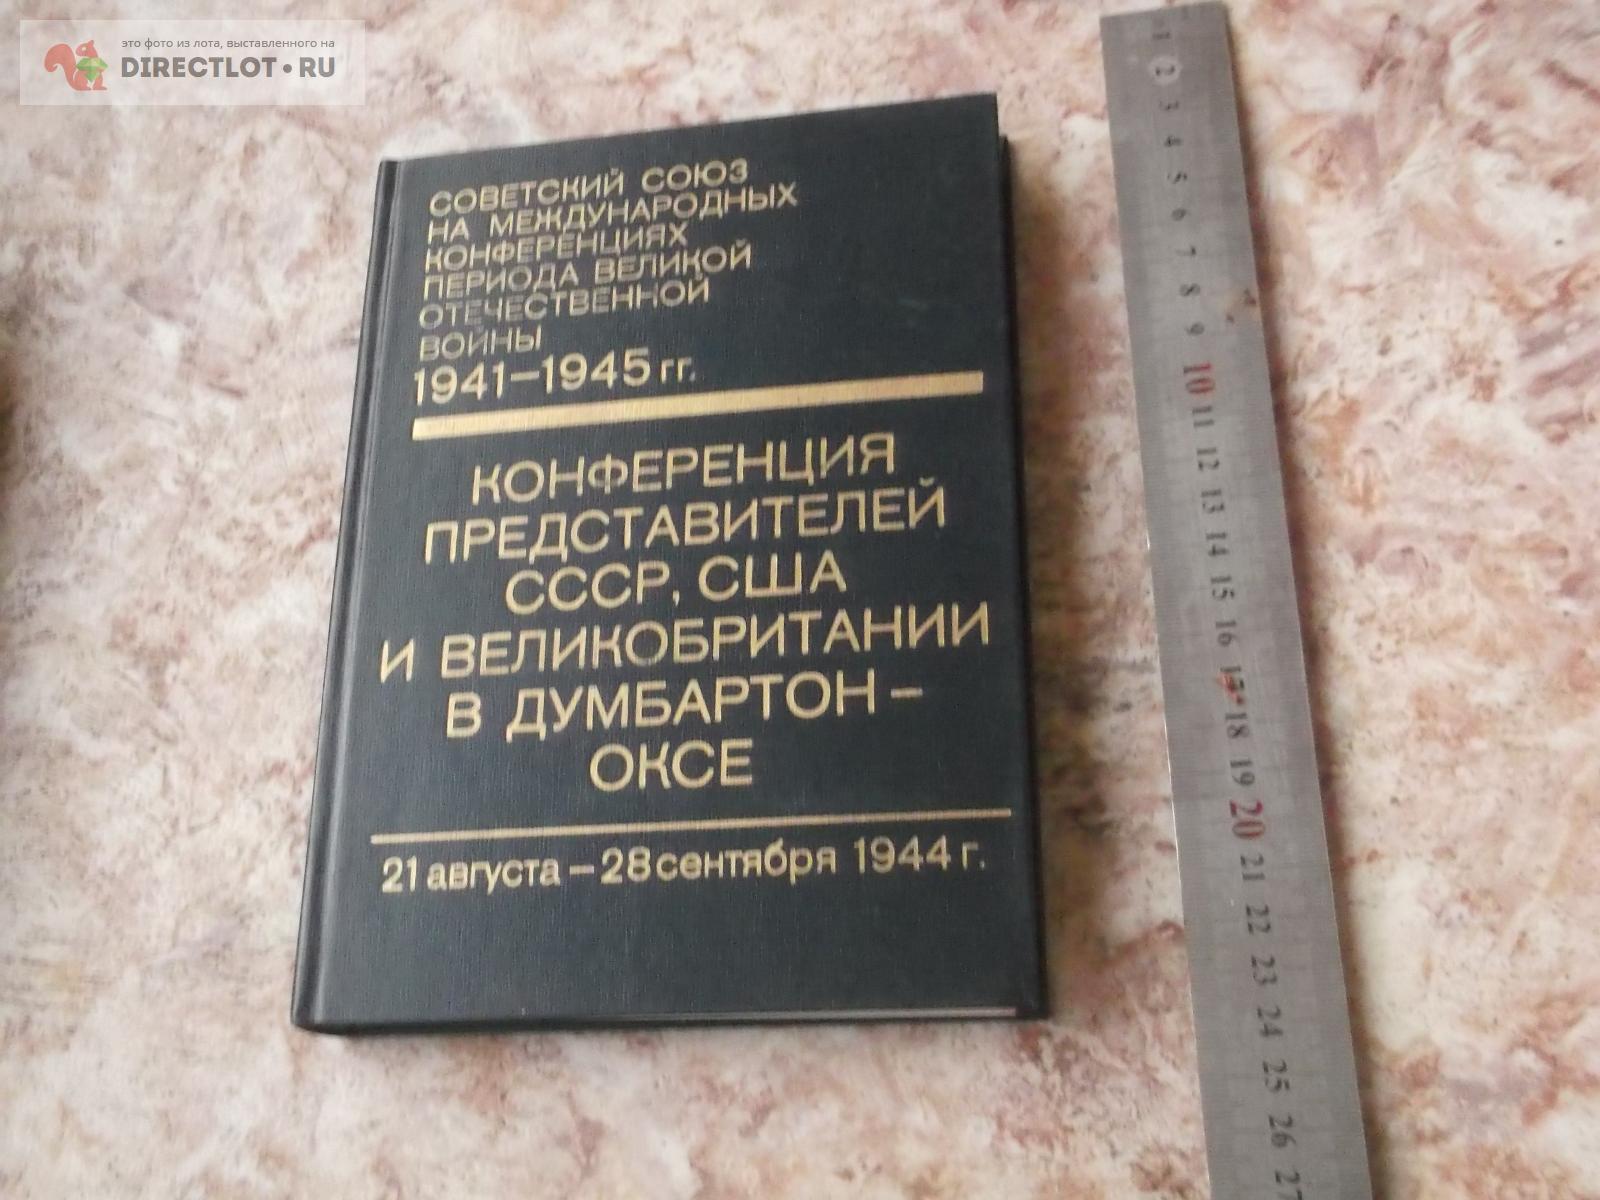 это фото из лота, выставленного на
DIRECTLOT•RU
СОВЕТСКИЙ СОЮЗ
НА МЕЖДУНАРОДНЫХ
КОНФЕРЕНЦИЯХ
ПЕРИОДА ВЕЛИКОЙ
ОТЕЧЕСТВЕННОЙ
ВОЙНЫ
1941–1945 гг.
КОНФЕРЕНЦИЯ
ПРЕДСТАВИТЕЛЕЙ
СССР, США
И ВЕЛИКОБРИТАНИИ
В ДУМБАРТОН–
ОКСЕ
21 августа – 28 сентября 1944 г.
1
2
3
4
5
6
7
8
9
10
11
12
13
14
15
16
17
18
19
20
21
22
23
24
25
26
27